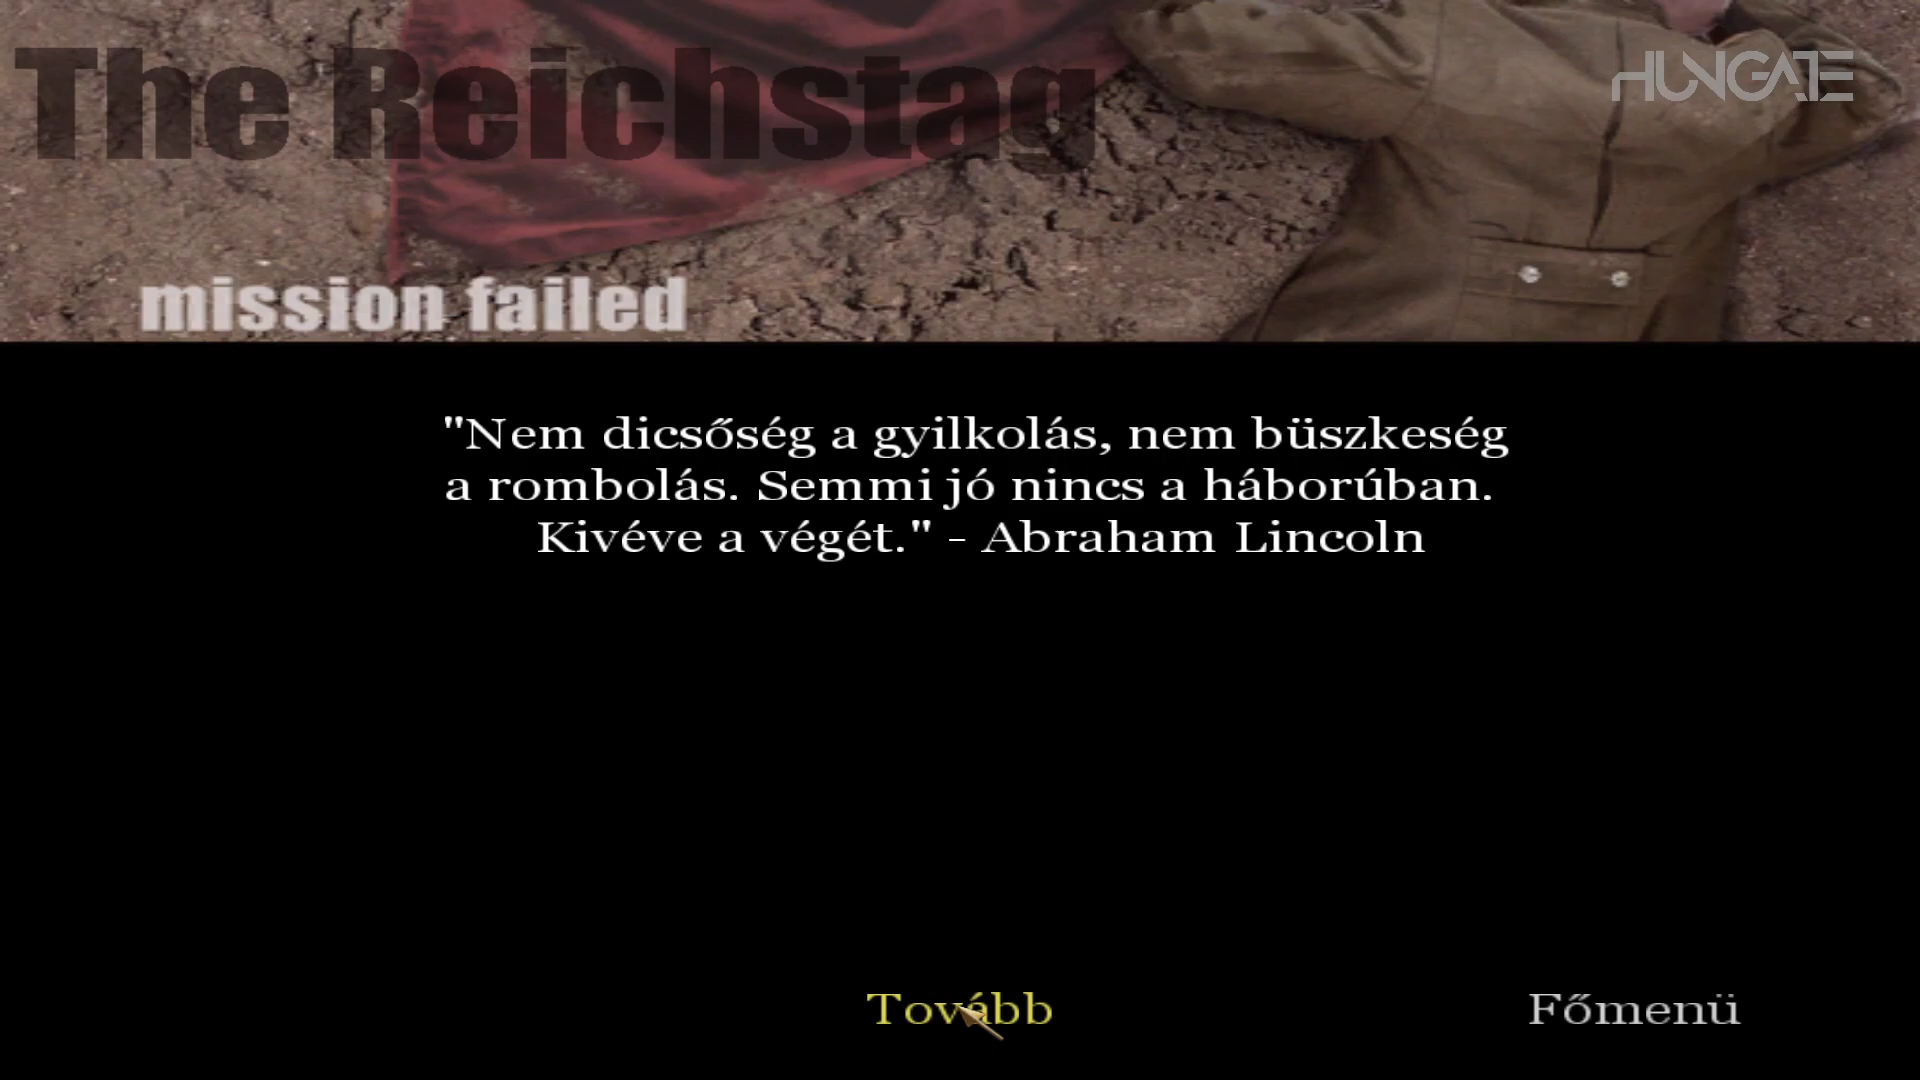 The Reichstag
HUNGATE
mission failed
"Nem dicsőség a gyilkolás, nem büszkeség
a rombolás. Semmi jó nincs a háborúban.
Kivéve a végét." - Abraham Lincoln
Tovább
Főmenü